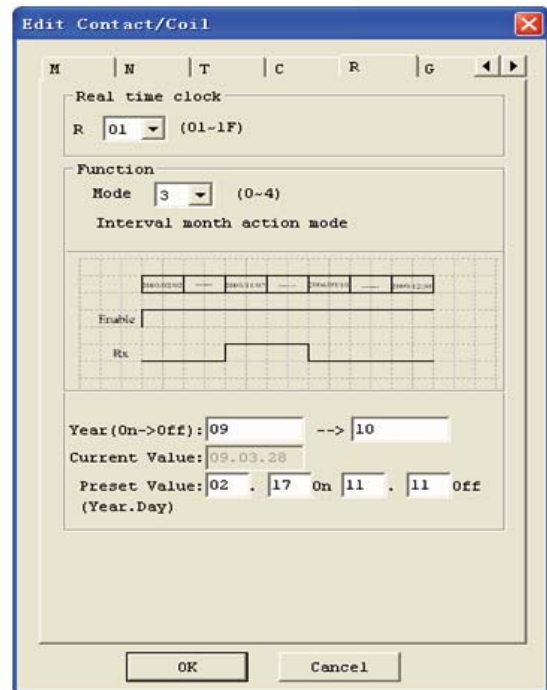 Edit Contact/Coil
M N T C R G
Real time clock
R 01 (01~1F)
Function
Mode 3 (0~4)
Interval month action mode
Enable
Rx
Year(On->Off): 09 --> 10
Current Value: 09.03.28
Preset Value: 02 . 17 On 11 . 11 Off
(Year.Day)
OK Cancel